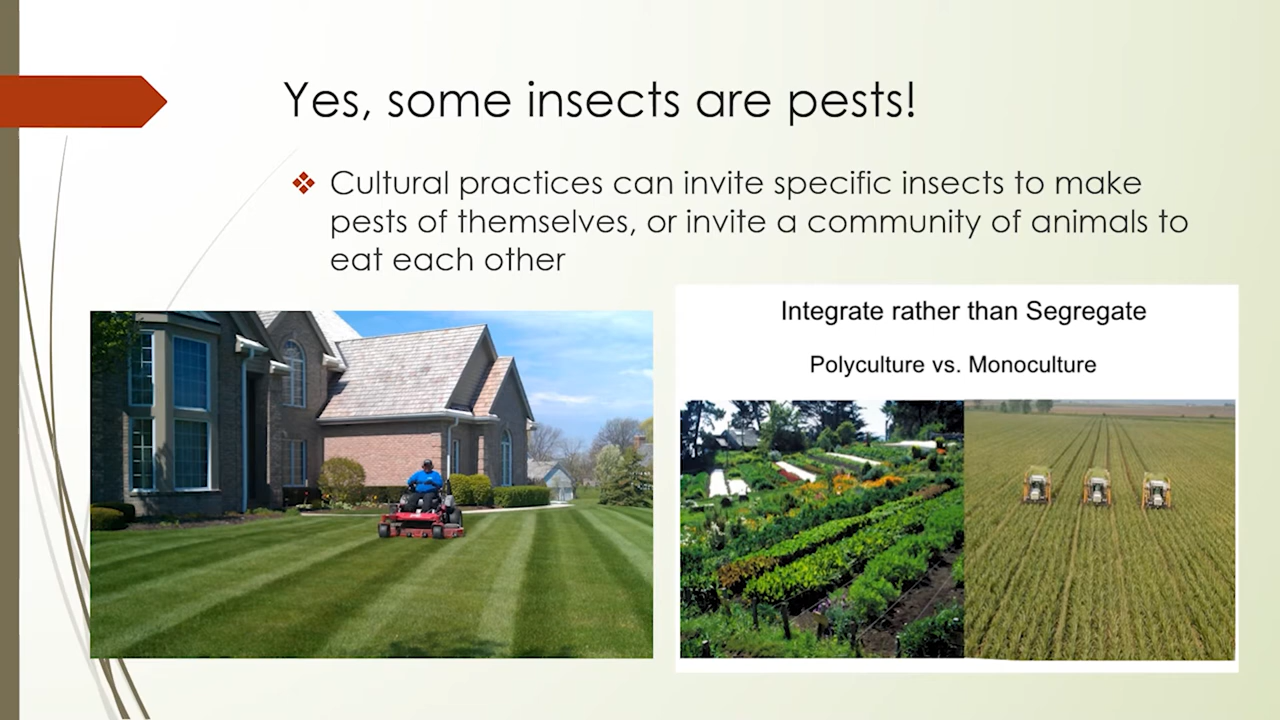 Yes, some insects are pests!
Cultural practices can invite specific insects to make
pests of themselves, or invite a community of animals to
eat each other
Integrate rather than Segregate
Polyculture vs. Monoculture